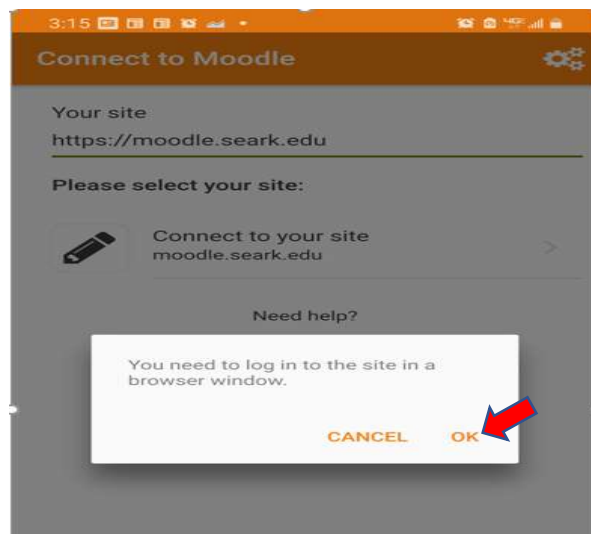 3:15
Connect to Moodle
Your site
https://moodle.seark.edu
Please select your site:
Connect to your site
moodle.seark.edu
Need help?
You need to log in to the site in a
browser window.
CANCEL OK